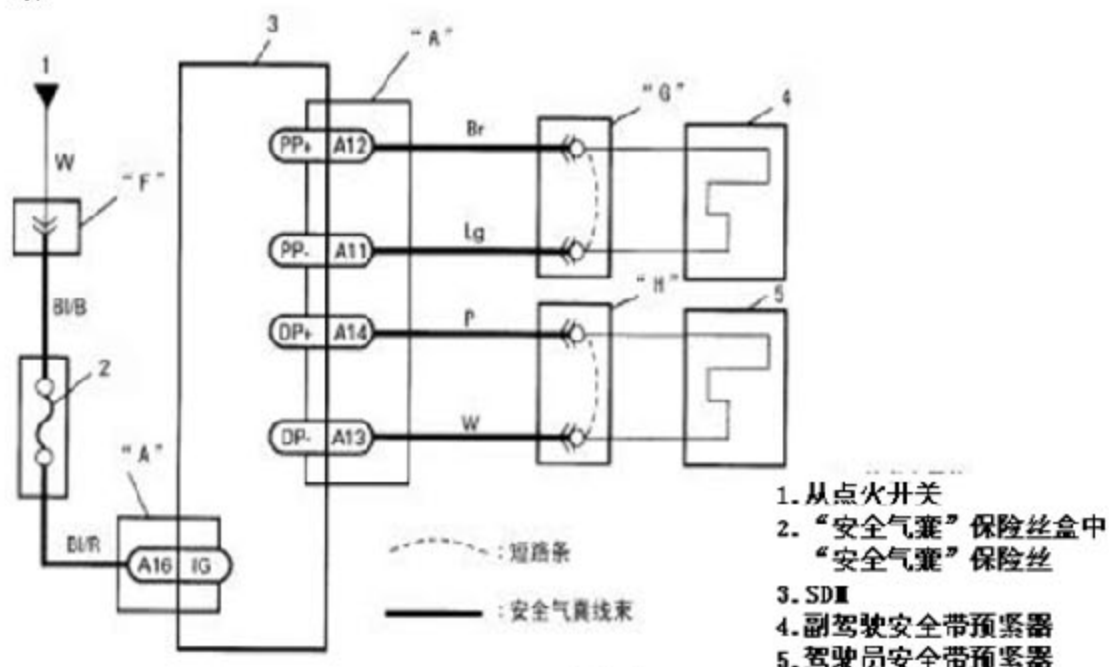 3
"A"
1
"G"
4
PP+ A12
Br
W
"F"
PP- A11
Lg
"H"
5
Bl/B
DP+ A14
P
2
DP- A13
W
"A"
Bl/R
A16 IG
:短路条
:安全气囊线束
1.从点火开关
2.“安全气囊”保险丝盒中
“安全气囊”保险丝
3.SDM
4.副驾驶安全带预紧器
5.驾驶员安全带预紧器